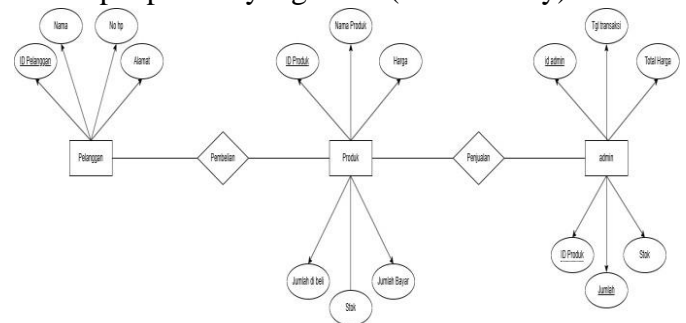 Nama
No hp
ID Pelanggan
Alamat
Nama Produk
ID Produk
Harga
Tgl transaksi
id admin
Total Harga
Pelanggan
Pembelian
Produk
Penjualan
admin
Jumlah di beli
Stok
Jumlah Bayar
ID Produk
Jumlah
Stok